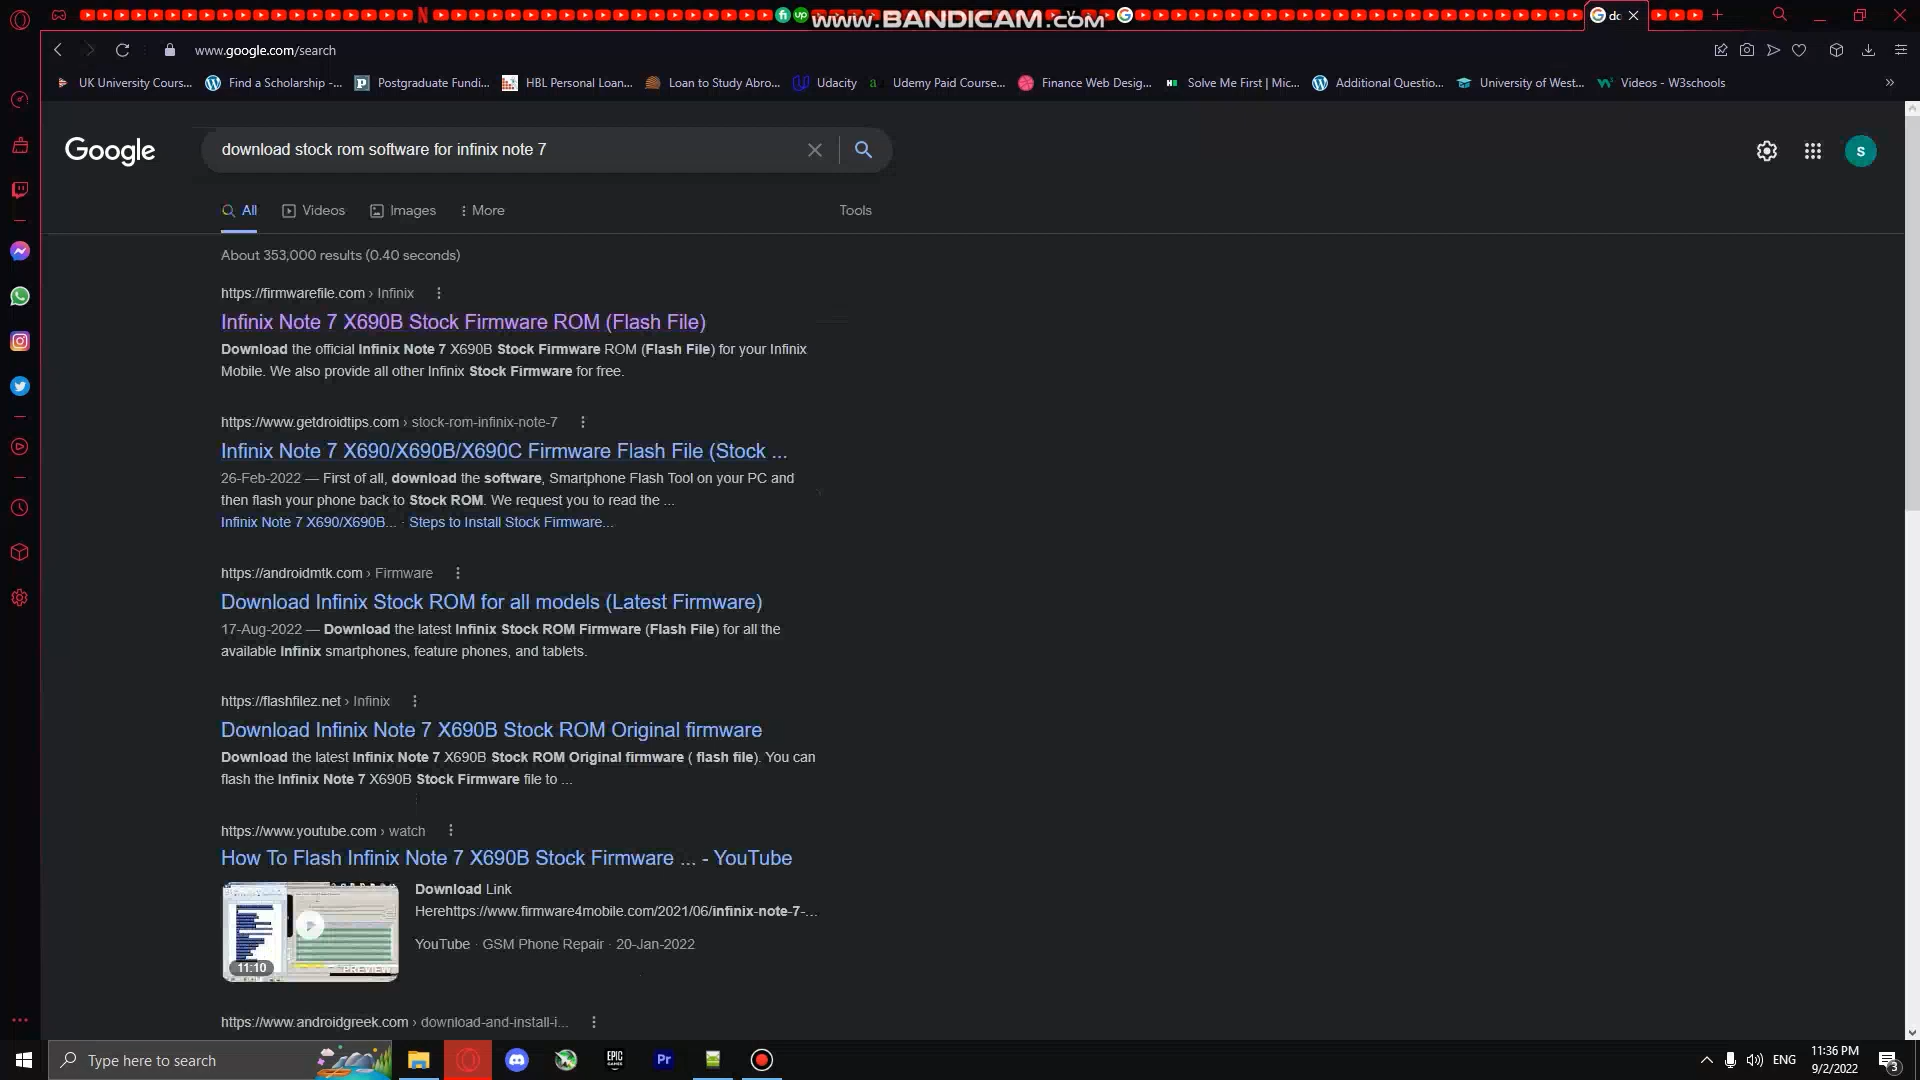 www.BANDICAM.com
dc
www.google.com/search
UK University Cours...
Find a Scholarship -...
Postgraduate Fundi...
HBL Personal Loan...
Loan to Study Abro...
Udacity
Udemy Paid Course...
Finance Web Desig...
Solve Me First | Mic...
Additional Questio...
University of West...
Videos - W3schools
Google
download stock rom software for infinix note 7
S
All
Videos
Images
More
Tools
About 353,000 results (0.40 seconds)
https://firmwarefile.com › Infinix
Infinix Note 7 X690B Stock Firmware ROM (Flash File)
Download the official Infinix Note 7 X690B Stock Firmware ROM (Flash File) for your Infinix
Mobile. We also provide all other Infinix Stock Firmware for free.
https://www.getdroidtips.com › stock-rom-infinix-note-7
Infinix Note 7 X690/X690B/X690C Firmware Flash File (Stock ...
26-Feb-2022 — First of all, download the software, Smartphone Flash Tool on your PC and
then flash your phone back to Stock ROM. We request you to read the ...
Infinix Note 7 X690/X690B... · Steps to Install Stock Firmware...
https://androidmtk.com › Firmware
Download Infinix Stock ROM for all models (Latest Firmware)
17-Aug-2022 — Download the latest Infinix Stock ROM Firmware (Flash File) for all the
available Infinix smartphones, feature phones, and tablets.
https://flashfilez.net › Infinix
Download Infinix Note 7 X690B Stock ROM Original firmware
Download the latest Infinix Note 7 X690B Stock ROM Original firmware ( flash file). You can
flash the Infinix Note 7 X690B Stock Firmware file to ...
https://www.youtube.com › watch
How To Flash Infinix Note 7 X690B Stock Firmware ... - YouTube
Download Link
Herehttps://www.firmware4mobile.com/2021/06/infinix-note-7-...
YouTube · GSM Phone Repair · 20-Jan-2022
11:10
PREVIEW
https://www.androidgreek.com › download-and-install-i...
Type here to search
EPIC GAMES
Pr
ENG
11:36 PM
9/2/2022
3